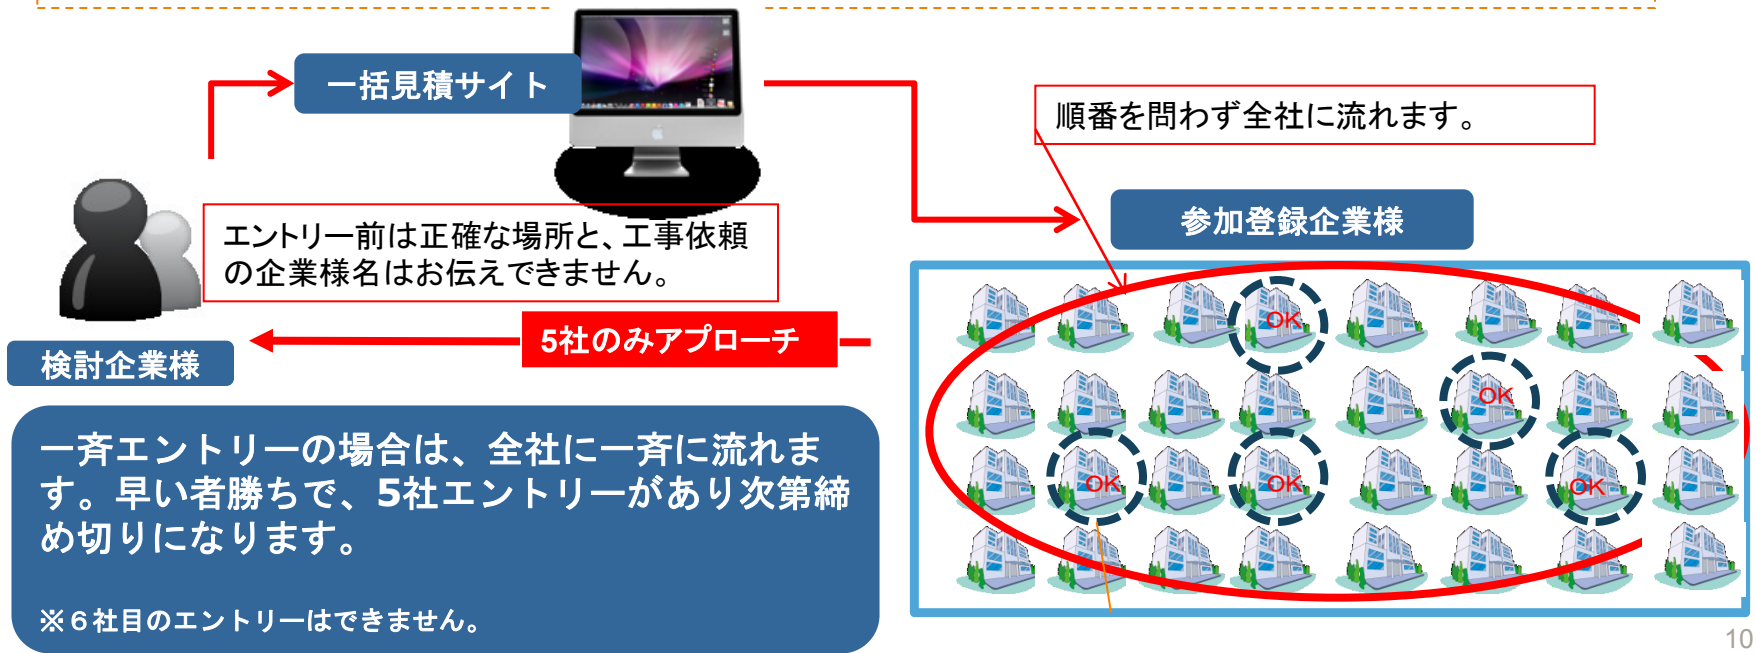 一括見積サイト
順番を問わず全社に流れます。
参加登録企業様
エントリー前は正確な場所と、工事依頼
の企業様名はお伝えできません。
5社のみアプローチ
検討企業様
OK
OK
OK
OK
OK
一斉エントリーの場合は、全社に一斉に流れま
す。早い者勝ちで、5社エントリーがあり次第締
め切りになります。
※６社目のエントリーはできません。
10